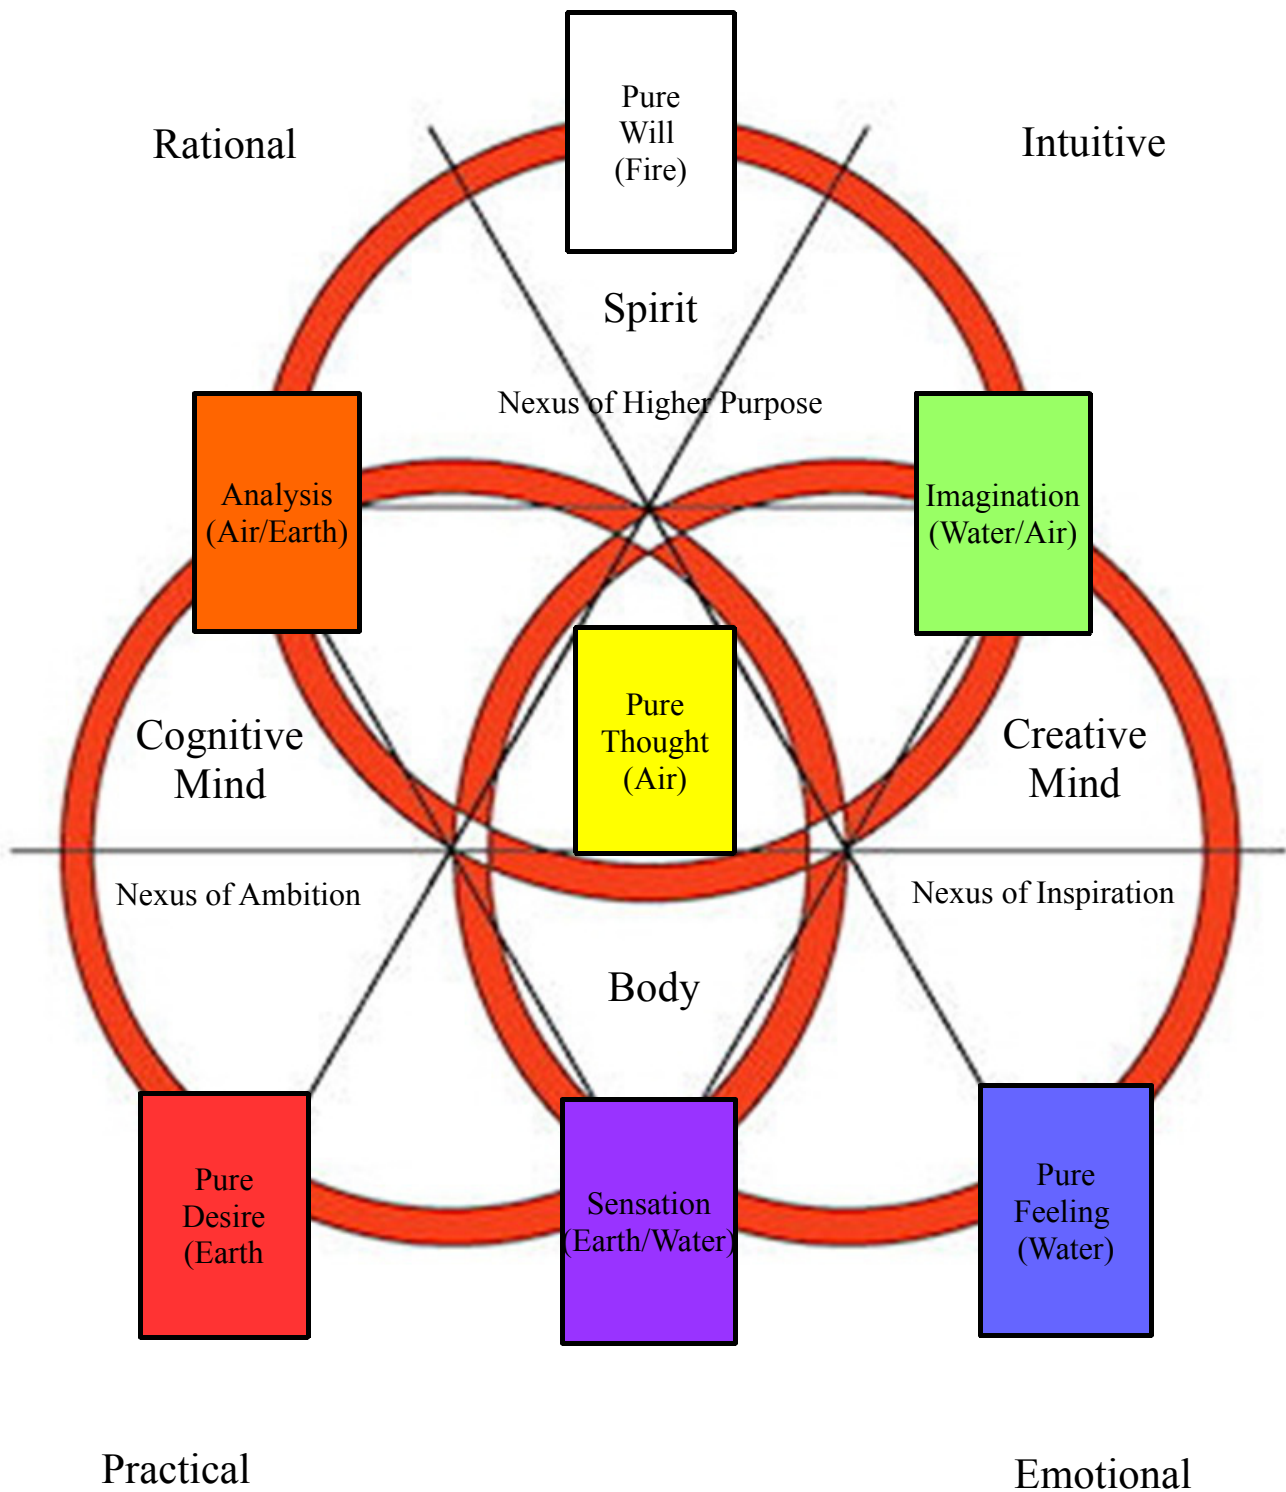 Pure
Will
(Fire)
Rational
Intuitive
Spirit
Nexus of Higher Purpose
Analysis
(Air/Earth)
Imagination
(Water/Air)
Pure
Thought
(Air)
Cognitive
Mind
Creative
Mind
Nexus of Ambition
Nexus of Inspiration
Body
Pure
Desire
(Earth
Sensation
(Earth/Water)
Pure
Feeling
(Water)
Practical
Emotional